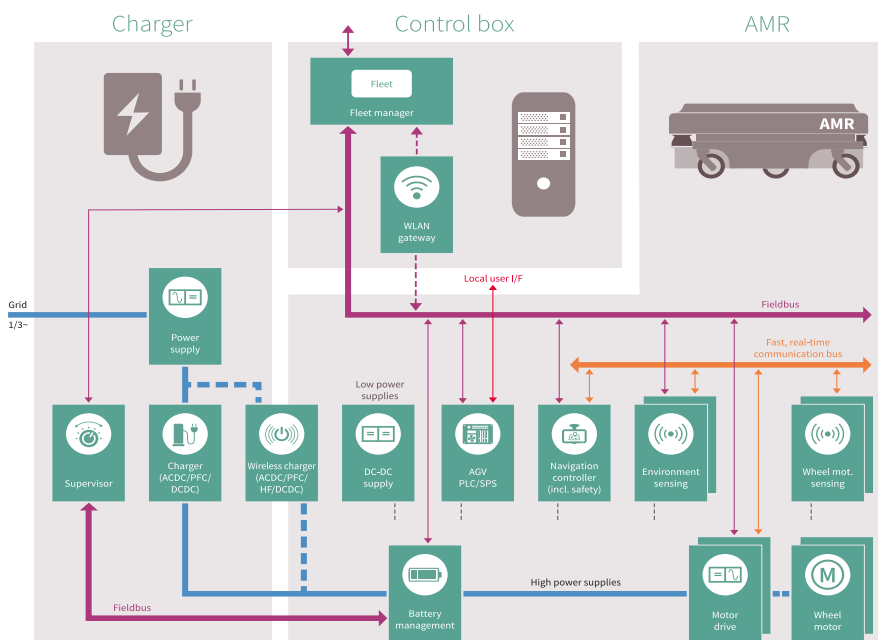 Charger
Control box
AMR
Fleet
Fleet manager
AMR
WLAN
gateway
Local user I/F
Grid
1/3~
Fieldbus
Power
supply
Fast, real-time
communication bus
Low power
supplies
Supervisor
Charger
(ACDC/PFC/
DCDC)
Wireless charger
(ACDC/PFC/
HF/DCDC)
DC-DC
supply
AGV
PLC/SPS
Navigation
controller
(incl. safety)
Environment
sensing
Wheel mot.
sensing
High power supplies
Fieldbus
Battery
management
Motor
drive
M
Wheel
motor